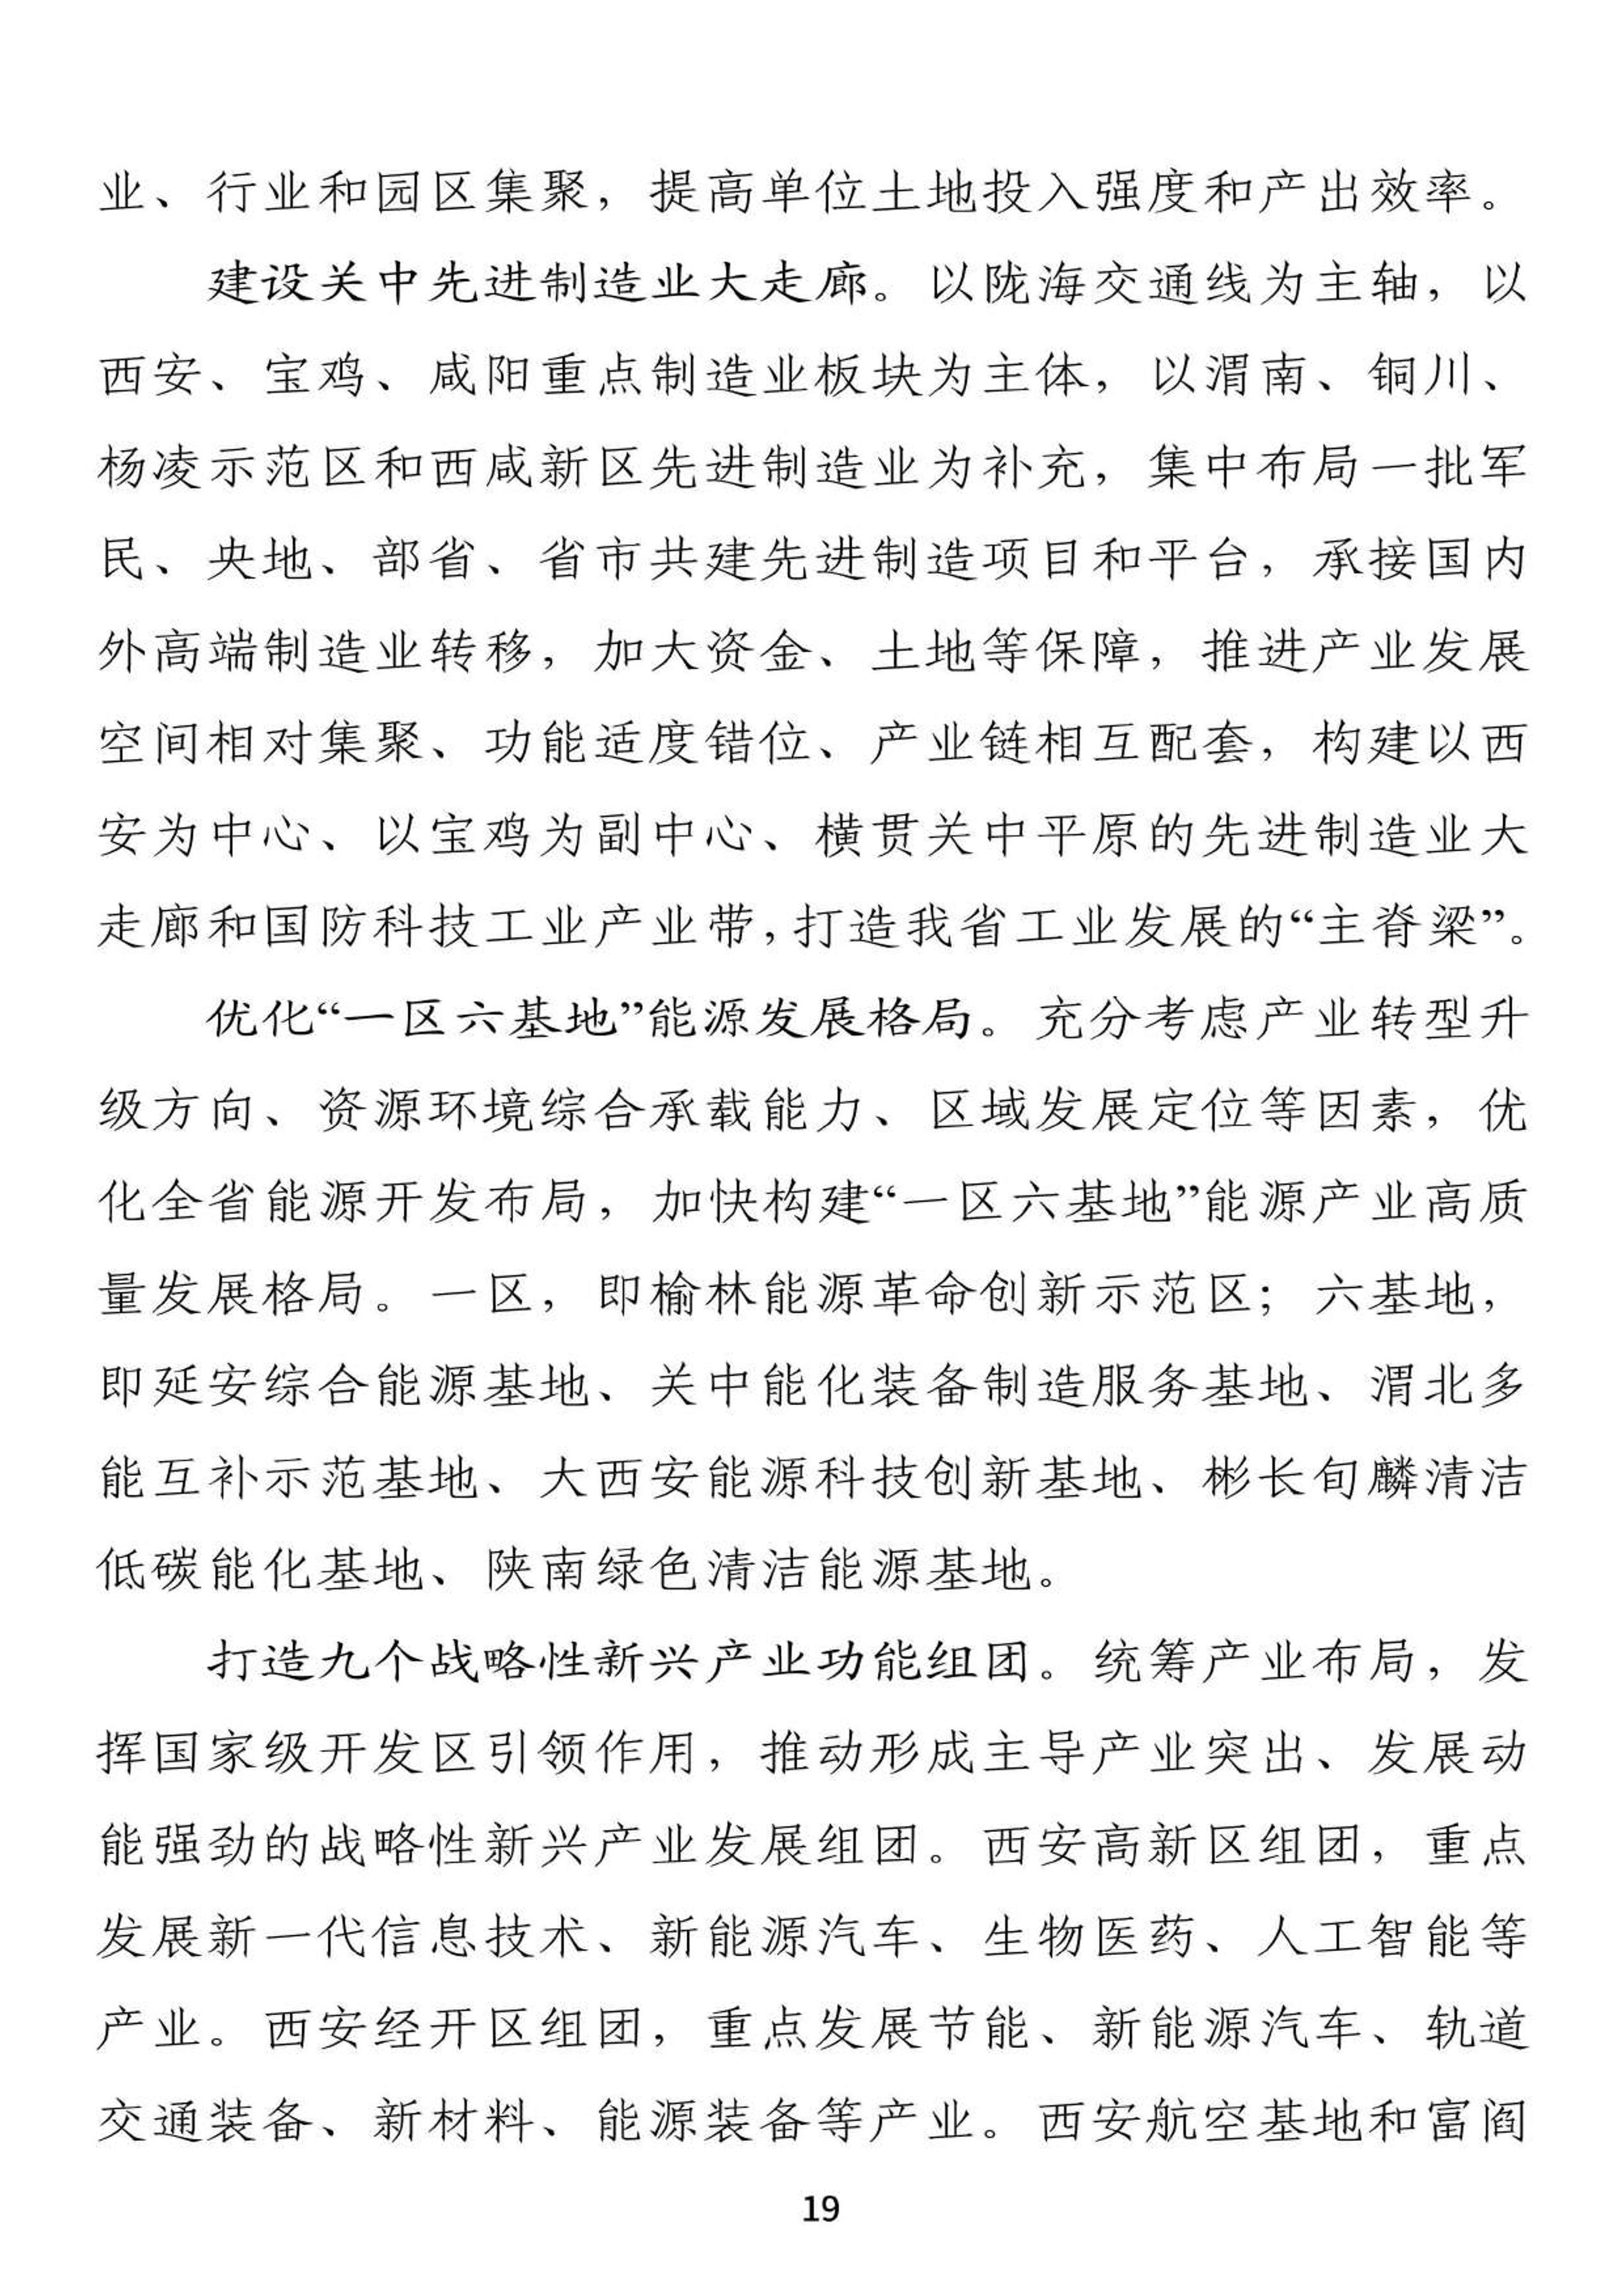 业、行业和园区集聚，提高单位土地投入强度和产出效率。
建设关中先进制造业大走廊。以陇海交通线为主轴，以
西安、宝鸡、咸阳重点制造业板块为主体，以渭南、铜川、
杨凌示范区和西咸新区先进制造业为补充，集中布局一批军
民、央地、部省、省市共建先进制造项目和平台，承接国内
外高端制造业转移，加大资金、土地等保障，推进产业发展
空间相对集聚、功能适度错位、产业链相互配套，构建以西
安为中心、以宝鸡为副中心、横贯关中平原的先进制造业大
走廊和国防科技工业产业带，打造我省工业发展的“主脊梁”。
优化“一区六基地”能源发展格局。充分考虑产业转型升
级方向、资源环境综合承载能力、区域发展定位等因素，优
化全省能源开发布局，加快构建“一区六基地”能源产业高质
量发展格局。一区，即榆林能源革命创新示范区；六基地，
即延安综合能源基地、关中能化装备制造服务基地、渭北多
能互补示范基地、大西安能源科技创新基地、彬长旬麟清洁
低碳能化基地、陕南绿色清洁能源基地。
打造九个战略性新兴产业功能组团。统筹产业布局，发
挥国家级开发区引领作用，推动形成主导产业突出、发展动
能强劲的战略性新兴产业发展组团。西安高新区组团，重点
发展新一代信息技术、新能源汽车、生物医药、人工智能等
产业。西安经开区组团，重点发展节能、新能源汽车、轨道
交通装备、新材料、能源装备等产业。西安航空基地和富阎
19